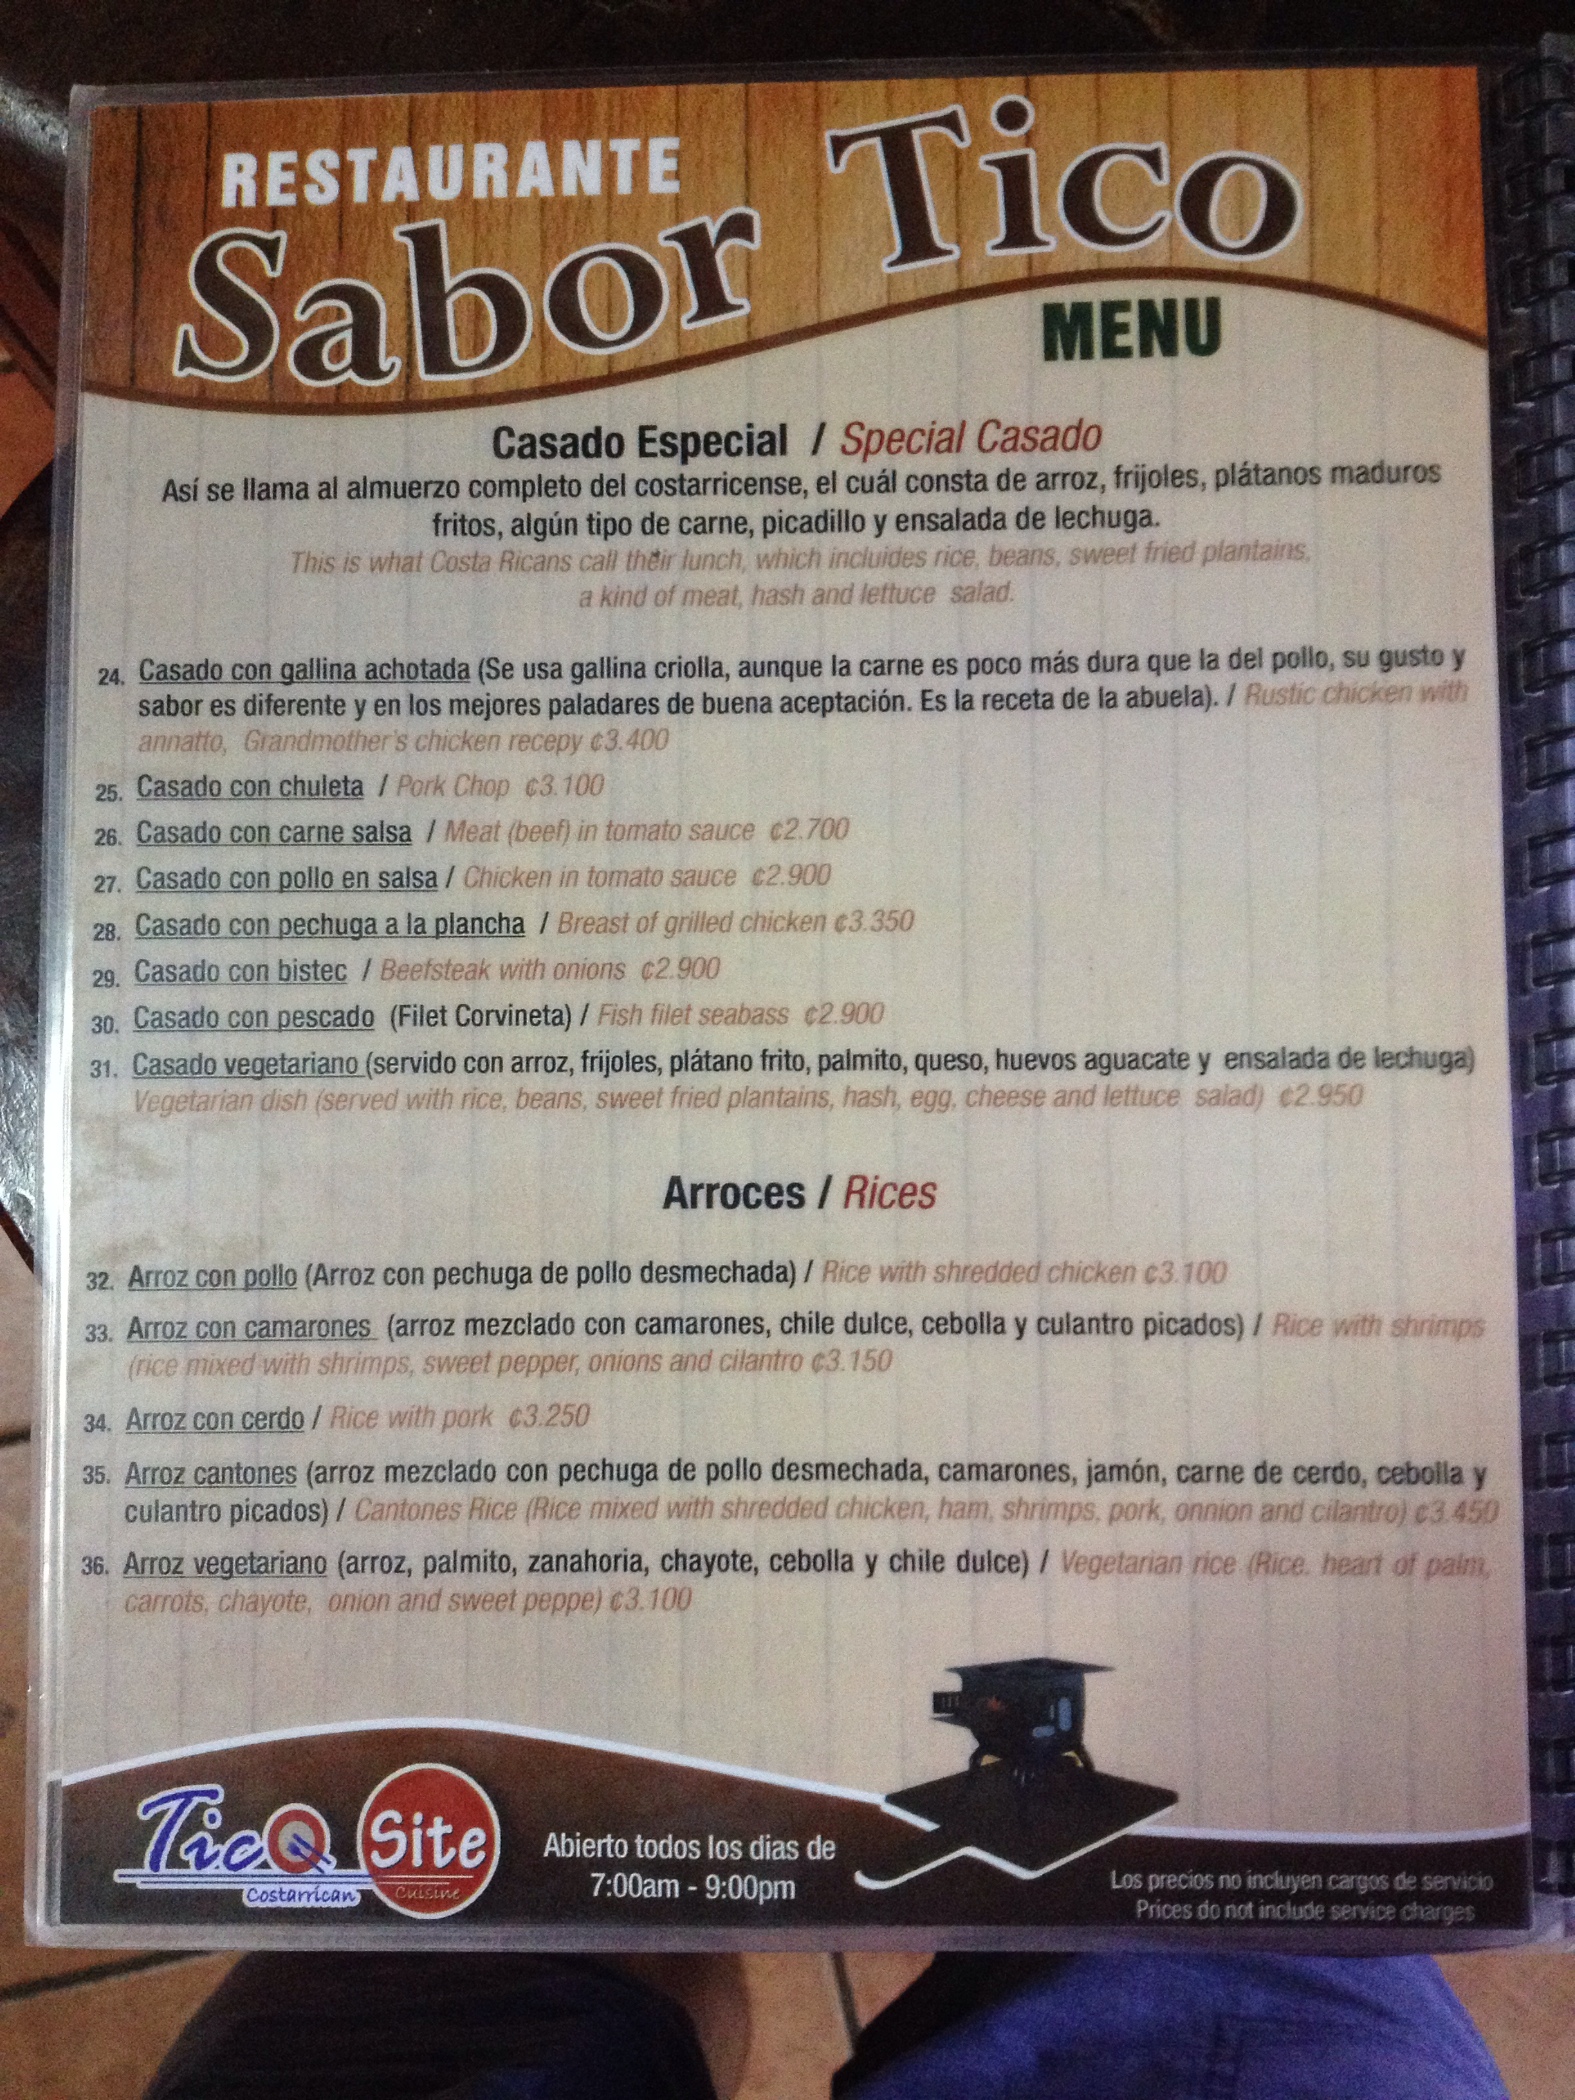 RESTAURANTE
Sabor Tico
MENU
Casado Especial / Special Casado
Así se llama al almuerzo completo del costarricense, el cuál consta de arroz, frijoles, plátanos maduros
fritos, algún tipo de carne, picadillo y ensalada de lechuga.
This is what Costa Ricans call their lunch, which incluides rice, beans, sweet fried plantains,
a kind of meat, hash and lettuce salad.
24. Casado con gallina achotada (Se usa gallina criolla, aunque la carne es poco más dura que la del pollo, su gusto y
sabor es diferente y en los mejores paladares de buena aceptación. Es la receta de la abuela). / Rustic chicken with
annatto, Grandmother's chicken recepy ¢3.400
25. Casado con chuleta / Pork Chop ¢3.100
26. Casado con carne salsa / Meat (beef) in tomato sauce ¢2.700
27. Casado con pollo en salsa / Chicken in tomato sauce ¢2.900
28. Casado con pechuga a la plancha / Breast of grilled chicken ¢3.350
29. Casado con bistec / Beefsteak with onions ¢2.900
30. Casado con pescado (Filet Corvineta) / Fish filet seabass ¢2.900
31. Casado vegetariano (servido con arroz, frijoles, plátano frito, palmito, queso, huevos aguacate y ensalada de lechuga)
Vegetarian dish (served with rice, beans, sweet fried plantains, hash, egg, cheese and lettuce salad) ¢2.950
Arroces / Rices
32. Arroz con pollo (Arroz con pechuga de pollo desmechada) / Rice with shredded chicken ¢3.100
33. Arroz con camarones (arroz mezclado con camarones, chile dulce, cebolla y culantro picados) / Rice with shrimps
(rice mixed with shrimps, sweet pepper, onions and cilantro ¢3.150
34. Arroz con cerdo / Rice with pork ¢3.250
35. Arroz cantones (arroz mezclado con pechuga de pollo desmechada, camarones, jamón, carne de cerdo, cebolla y
culantro picados) / Cantones Rice (Rice mixed with shredded chicken, ham, shrimps, pork, onnion and cilantro) ¢3.450
36. Arroz vegetariano (arroz, palmito, zanahoria, chayote, cebolla y chile dulce) / Vegetarian rice (Rice, heart of palm,
carrots, chayote, onion and sweet peppe) ¢3.100
Tico Site
Costarrican Cuisine
Abierto todos los dias de
7:00am - 9:00pm
Los precios no incluyen cargos de servicio
Prices do not include service charges